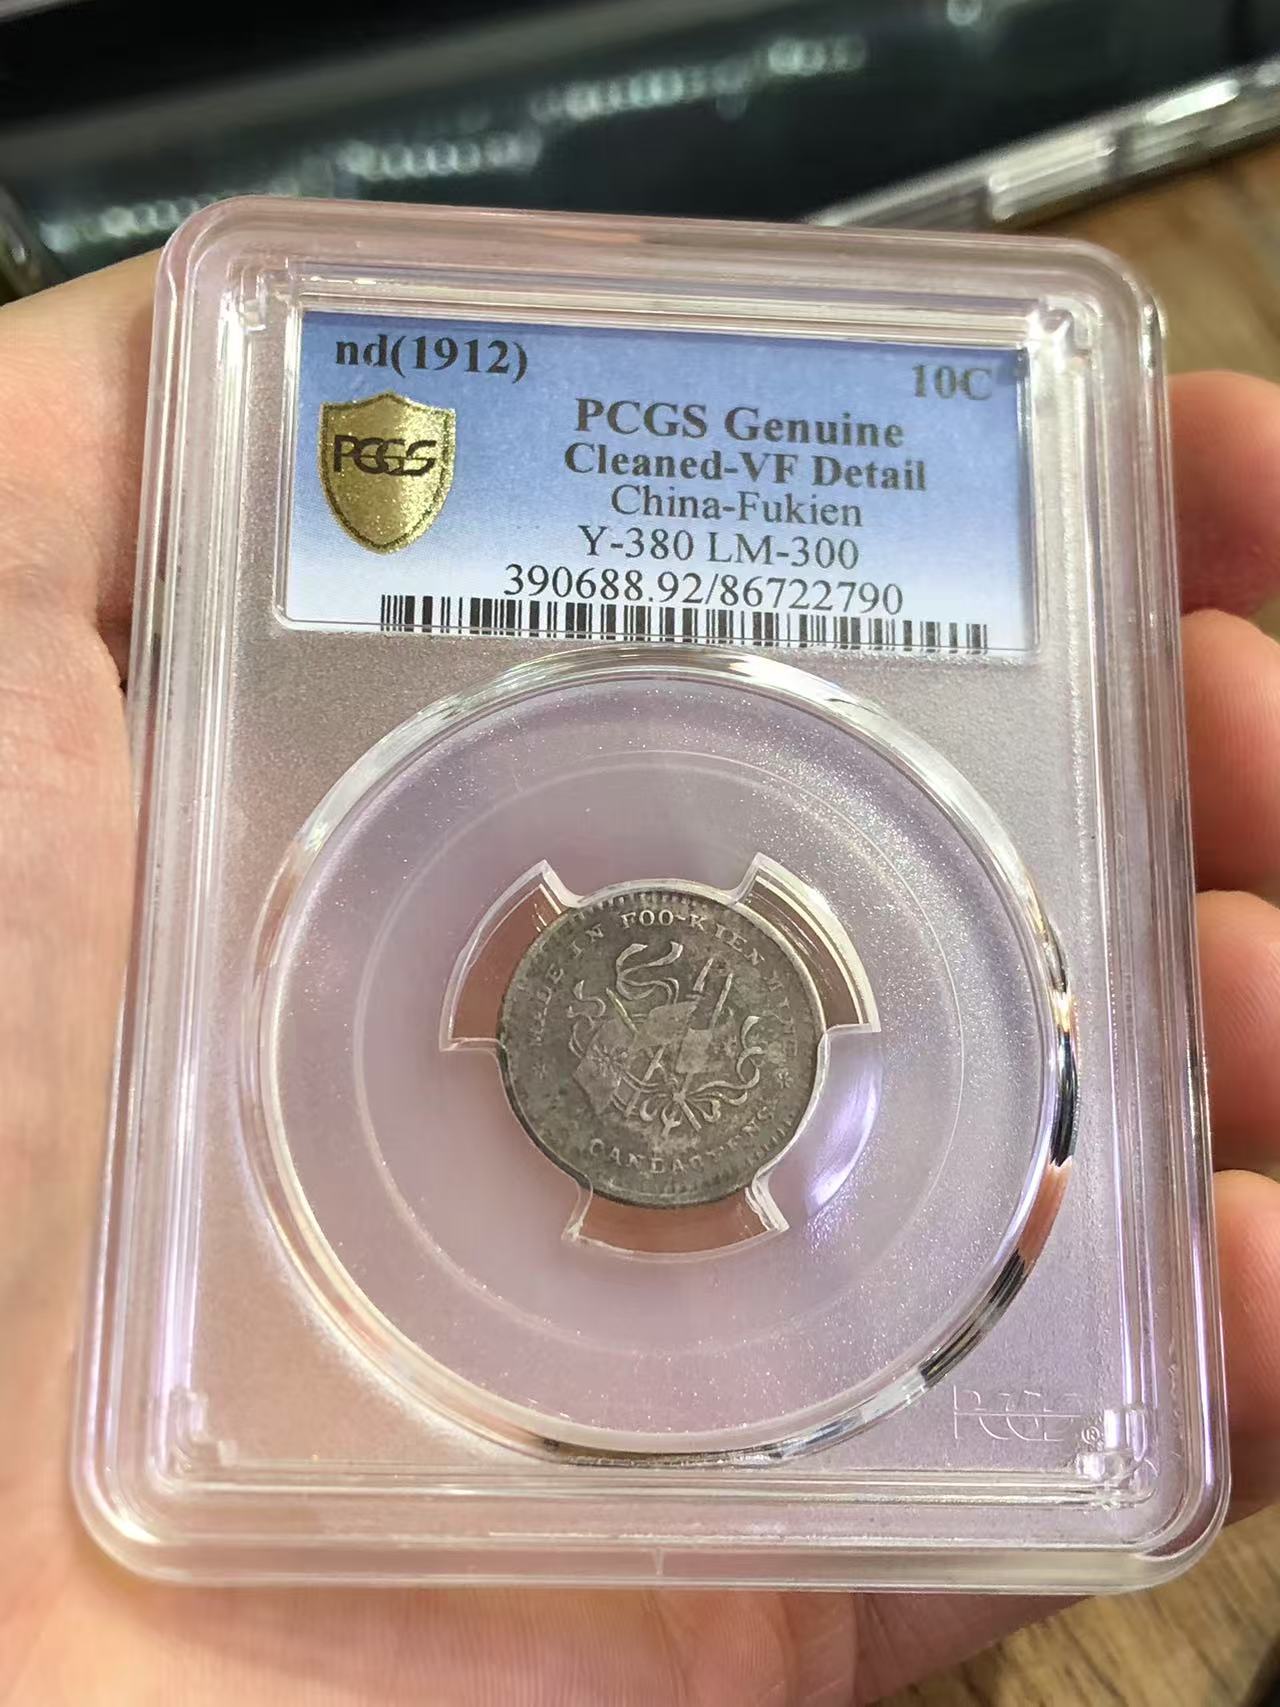 nd(1912)
10C
PCGS
PCGS Genuine
Cleaned-VF Detail
China-Fukien
Y-380 LM-300
390688.92/86722790
MADE IN FOO-KIEN MINT
CANDAREENS
PCGS®